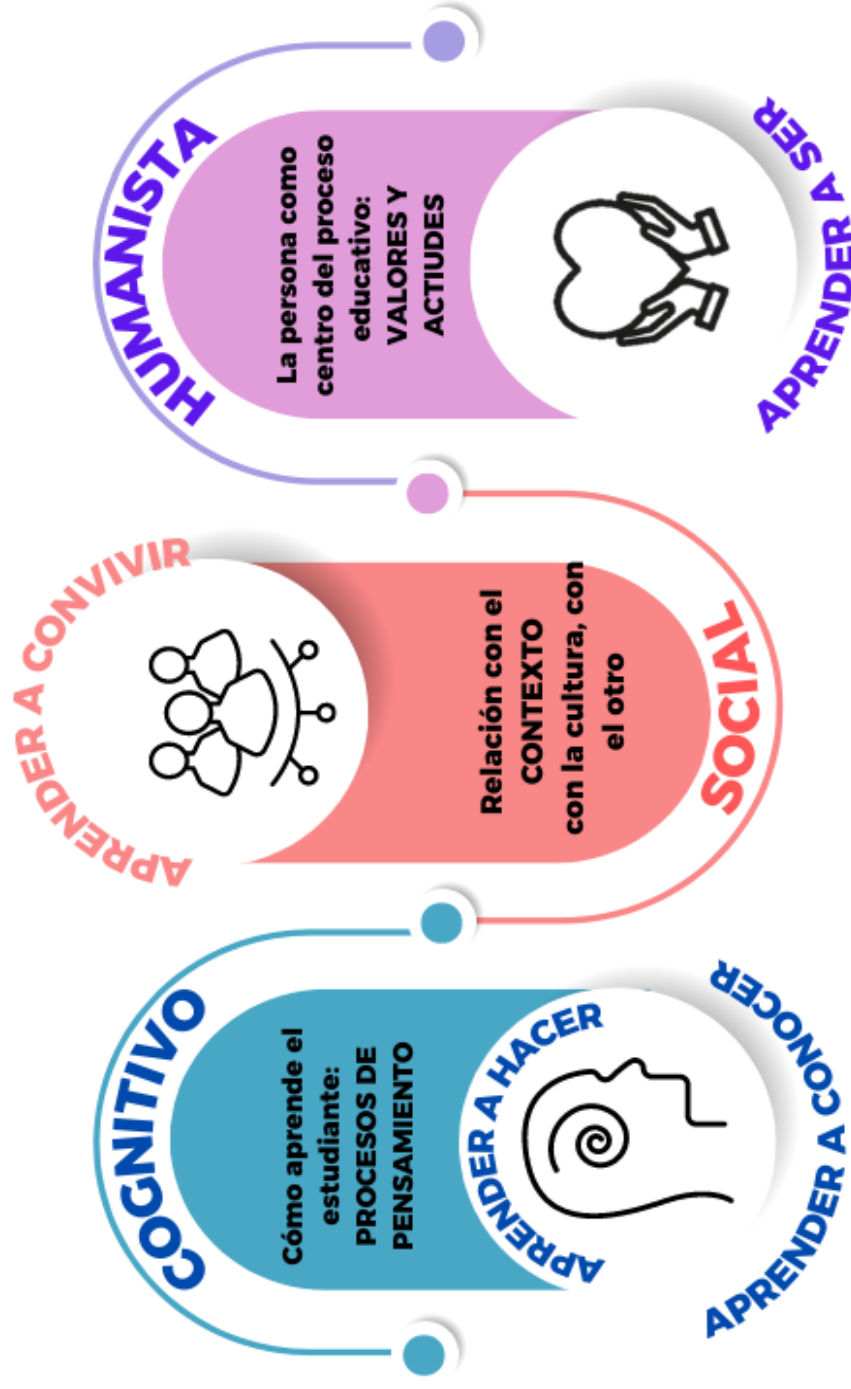 COGNITIVO
Cómo aprende el
estudiante:
PROCESOS DE
PENSAMIENTO
APRENDER A HACER
APRENDER A CONOCER
APRENDER A CONVIVIR
Relación con el
CONTEXTO
con la cultura, con
el otro
SOCIAL
HUMANISTA
La persona como
centro del proceso
educativo:
VALORES Y
ACTIUDES
APRENDER A SER